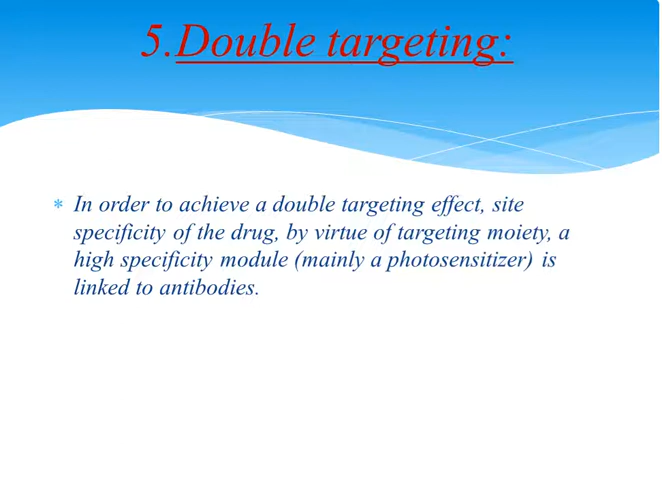 5.Double targeting:
* In order to achieve a double targeting effect, site
specificity of the drug, by virtue of targeting moiety, a
high specificity module (mainly a photosensitizer) is
linked to antibodies.